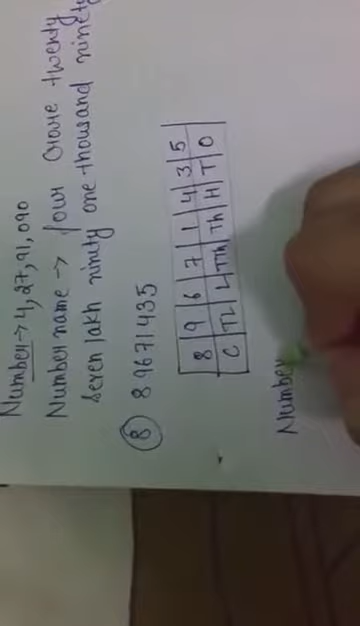 Number → 4,27,91,090
Number name → four crore twenty
seven lakh ninety one thousand ninety
8 89671435
8 9 6 7 1 4 3 5
C TL L TTh Th H T O
Number